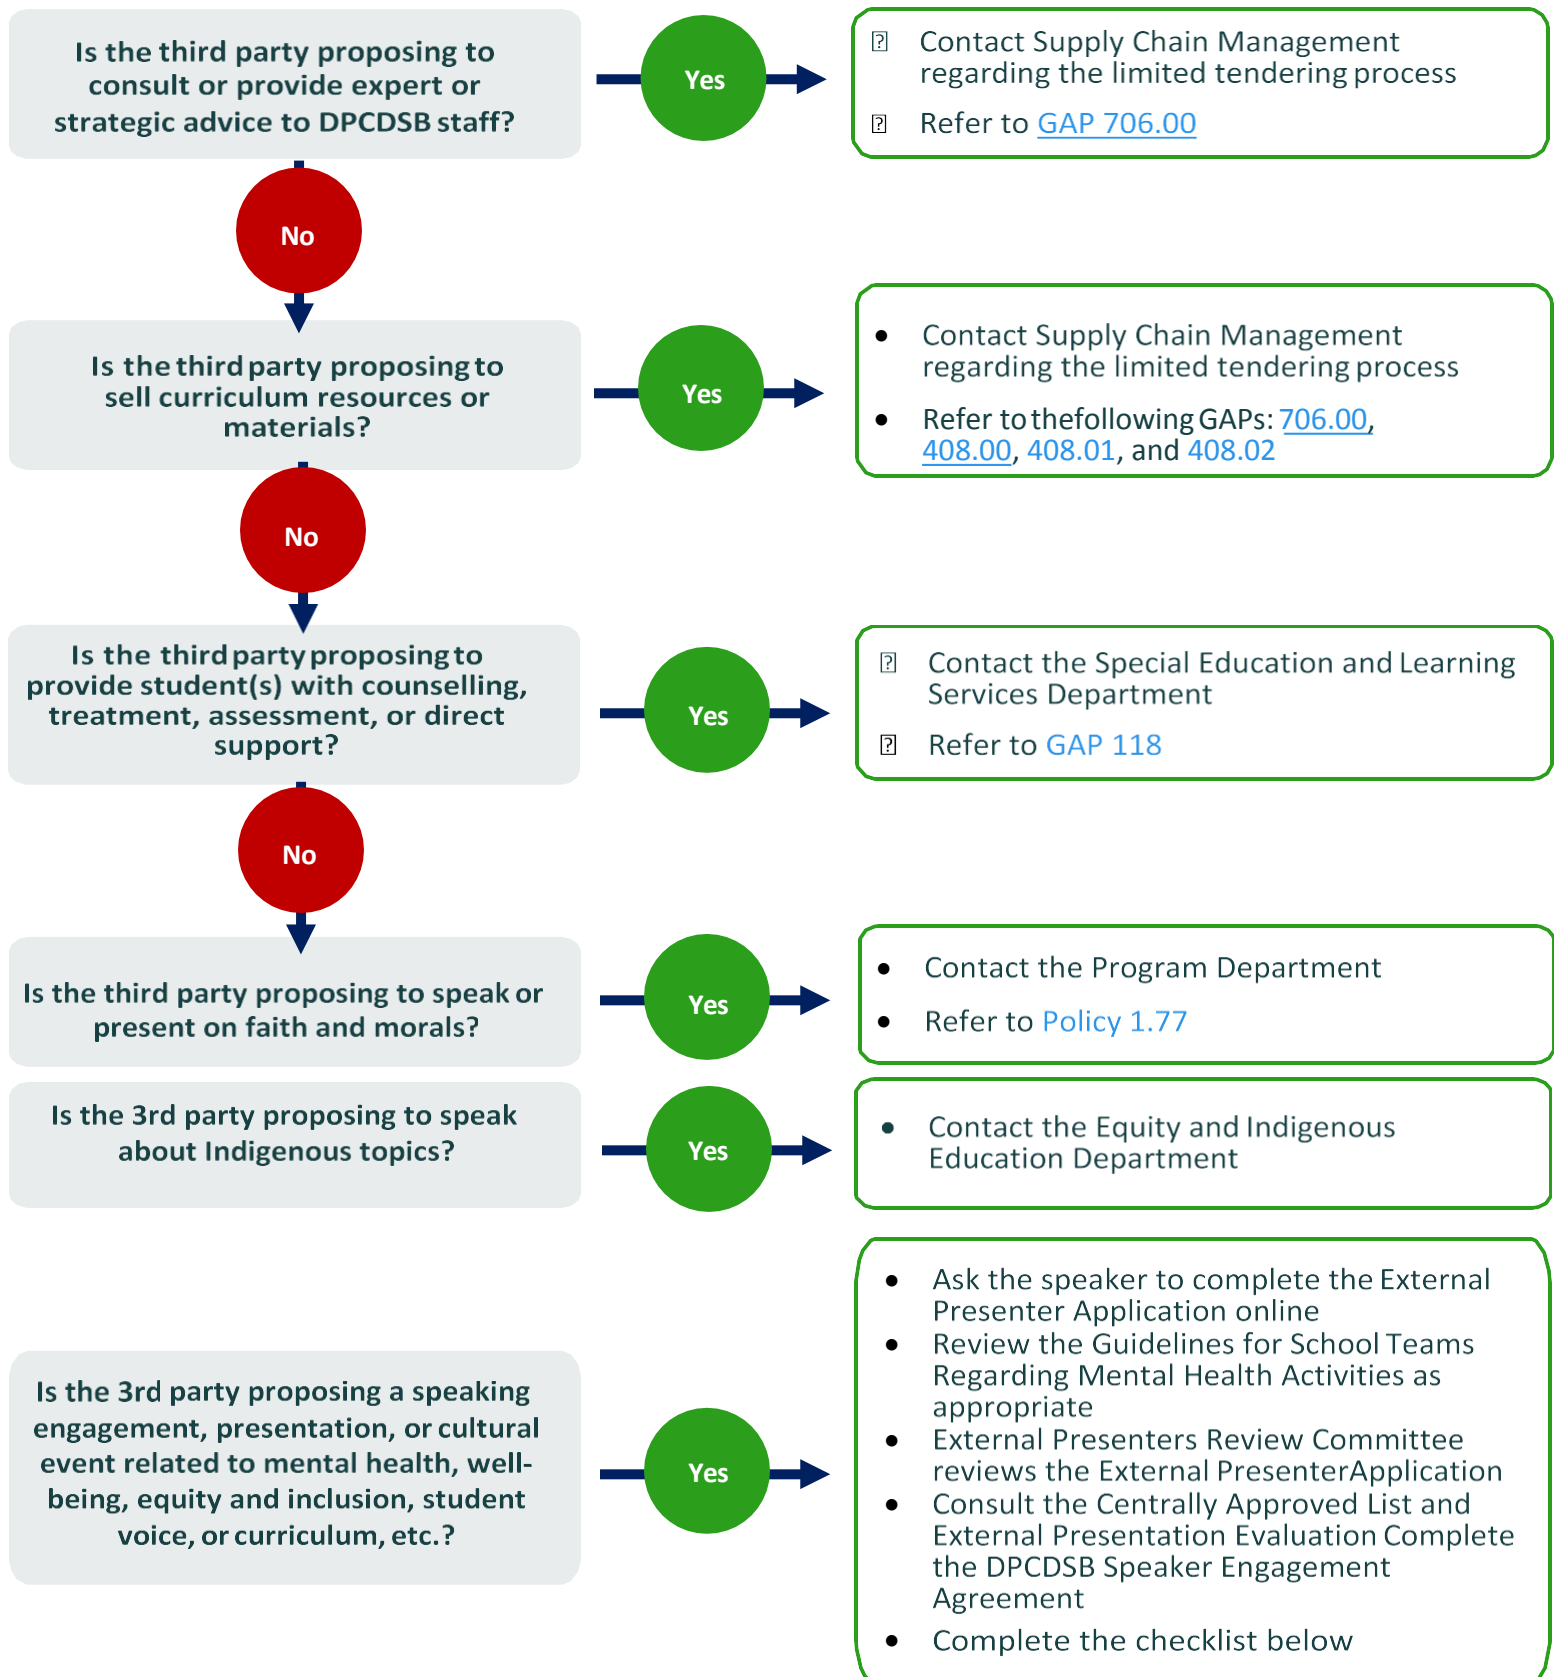 Is the third party proposing to
consult or provide expert or
strategic advice to DPCDSB staff?
Yes
Contact Supply Chain Management
regarding the limited tendering process
Refer to GAP 706.00
No
Is the third party proposing to
sell curriculum resources or
materials?
Yes
• Contact Supply Chain Management
regarding the limited tendering process
• Refer to thefollowing GAPs: 706.00,
408.00, 408.01, and 408.02
No
Is the third party proposing to
provide student(s) with counselling,
treatment, assessment, or direct
support?
Yes
Contact the Special Education and Learning
Services Department
Refer to GAP 118
No
Is the third party proposing to speak or
present on faith and morals?
Yes
• Contact the Program Department
• Refer to Policy 1.77
Is the 3rd party proposing to speak
about Indigenous topics?
Yes
• Contact the Equity and Indigenous
Education Department
Is the 3rd party proposing a speaking
engagement, presentation, or cultural
event related to mental health, well-
being, equity and inclusion, student
voice, or curriculum, etc.?
Yes
• Ask the speaker to complete the External
Presenter Application online
• Review the Guidelines for School Teams
Regarding Mental Health Activities as
appropriate
• External Presenters Review Committee
reviews the External PresenterApplication
• Consult the Centrally Approved List and
External Presentation Evaluation Complete
the DPCDSB Speaker Engagement
Agreement
• Complete the checklist below